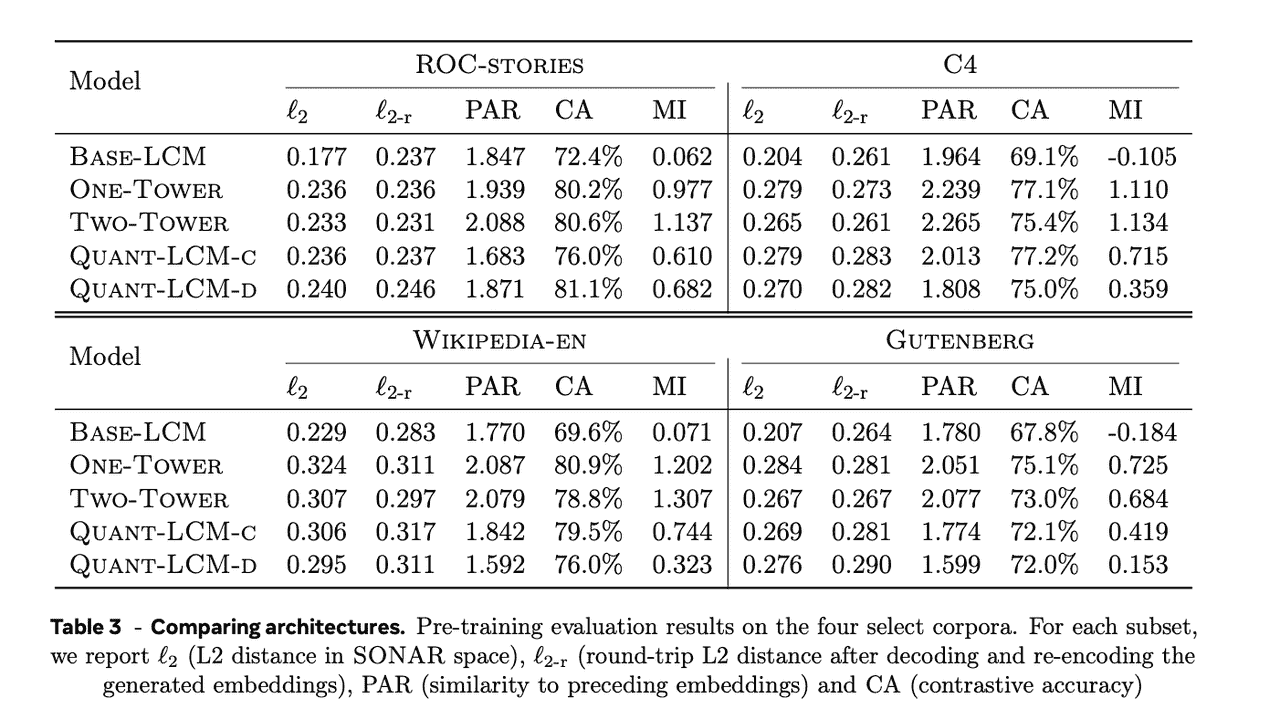 Model ROC-STORIES C4
ℓ2 ℓ2-r PAR CA MI ℓ2 ℓ2-r PAR CA MI
BASE-LCM 0.177 0.237 1.847 72.4% 0.062 0.204 0.261 1.964 69.1% -0.105
ONE-TOWER 0.236 0.236 1.939 80.2% 0.977 0.279 0.273 2.239 77.1% 1.110
TWO-TOWER 0.233 0.231 2.088 80.6% 1.137 0.265 0.261 2.265 75.4% 1.134
QUANT-LCM-C 0.236 0.237 1.683 76.0% 0.610 0.279 0.283 2.013 77.2% 0.715
QUANT-LCM-D 0.240 0.246 1.871 81.1% 0.682 0.270 0.282 1.808 75.0% 0.359
Model WIKIPEDIA-EN GUTENBERG
ℓ2 ℓ2-r PAR CA MI ℓ2 ℓ2-r PAR CA MI
BASE-LCM 0.229 0.283 1.770 69.6% 0.071 0.207 0.264 1.780 67.8% -0.184
ONE-TOWER 0.324 0.311 2.087 80.9% 1.202 0.284 0.281 2.051 75.1% 0.725
TWO-TOWER 0.307 0.297 2.079 78.8% 1.307 0.267 0.267 2.077 73.0% 0.684
QUANT-LCM-C 0.306 0.317 1.842 79.5% 0.744 0.269 0.281 1.774 72.1% 0.419
QUANT-LCM-D 0.295 0.311 1.592 76.0% 0.323 0.276 0.290 1.599 72.0% 0.153
Table 3 - Comparing architectures. Pre-training evaluation results on the four select corpora. For each subset,
we report ℓ2 (L2 distance in SONAR space), ℓ2-r (round-trip L2 distance after decoding and re-encoding the
generated embeddings), PAR (similarity to preceding embeddings) and CA (contrastive accuracy)